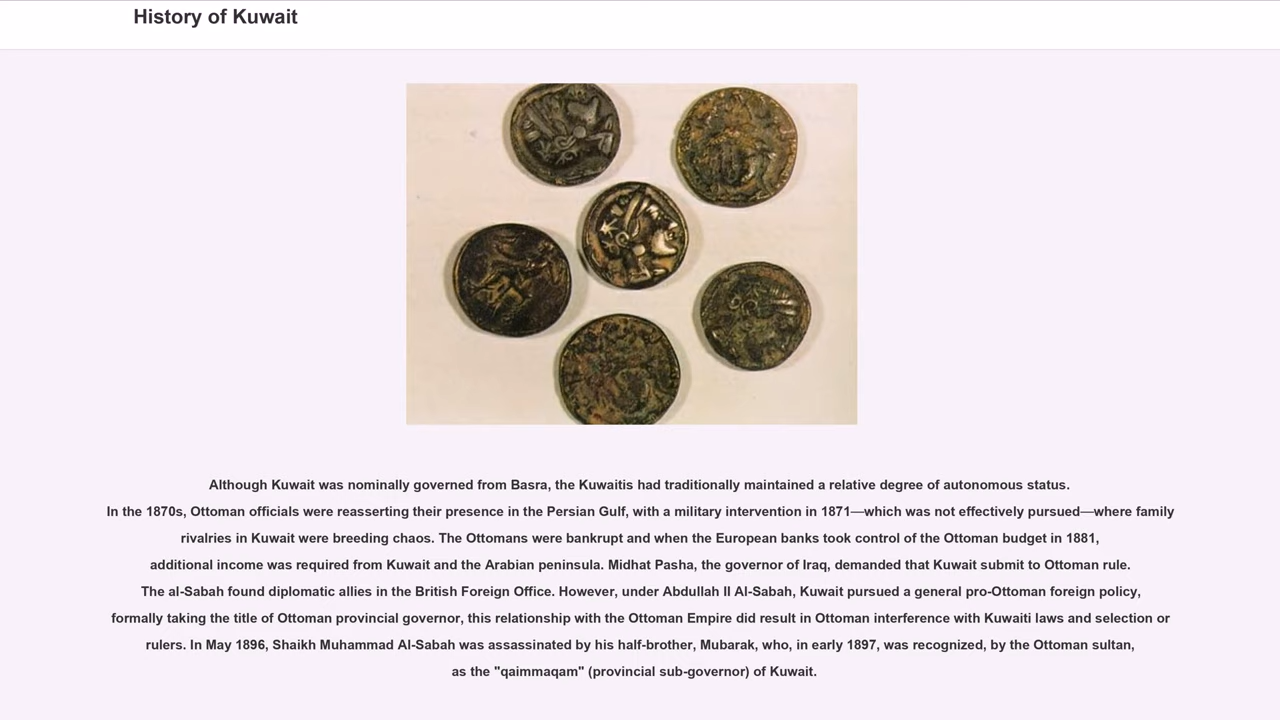 History of Kuwait
Although Kuwait was nominally governed from Basra, the Kuwaitis had traditionally maintained a relative degree of autonomous status.
In the 1870s, Ottoman officials were reasserting their presence in the Persian Gulf, with a military intervention in 1871—which was not effectively pursued—where family
rivalries in Kuwait were breeding chaos. The Ottomans were bankrupt and when the European banks took control of the Ottoman budget in 1881,
additional income was required from Kuwait and the Arabian peninsula. Midhat Pasha, the governor of Iraq, demanded that Kuwait submit to Ottoman rule.
The al-Sabah found diplomatic allies in the British Foreign Office. However, under Abdullah II Al-Sabah, Kuwait pursued a general pro-Ottoman foreign policy,
formally taking the title of Ottoman provincial governor, this relationship with the Ottoman Empire did result in Ottoman interference with Kuwaiti laws and selection or
rulers. In May 1896, Shaikh Muhammad Al-Sabah was assassinated by his half-brother, Mubarak, who, in early 1897, was recognized, by the Ottoman sultan,
as the "qaimmaqam" (provincial sub-governor) of Kuwait.